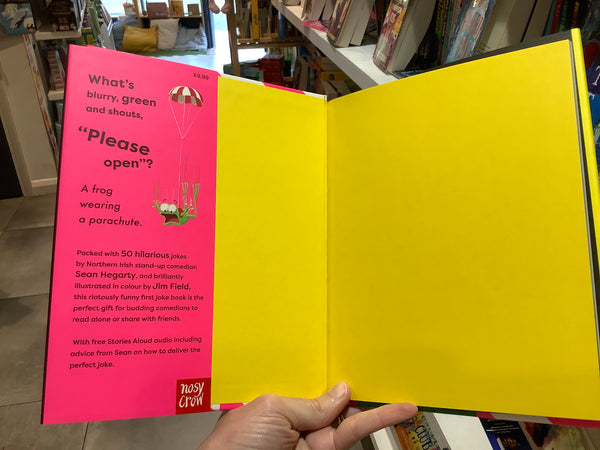 £9.99
What's
blurry, green
and shouts,
“Please
open”?
A frog
wearing
a parachute.
Packed with 50 hilarious jokes
by Northern Irish stand-up comedian
Sean Hegarty, and brilliantly
illustrated in colour by Jim Field,
this riotously funny first joke book is the
perfect gift for budding comedians to
read alone or share with friends.
With free Stories Aloud audio including
advice from Sean on how to deliver the
perfect joke.
nosy
crow